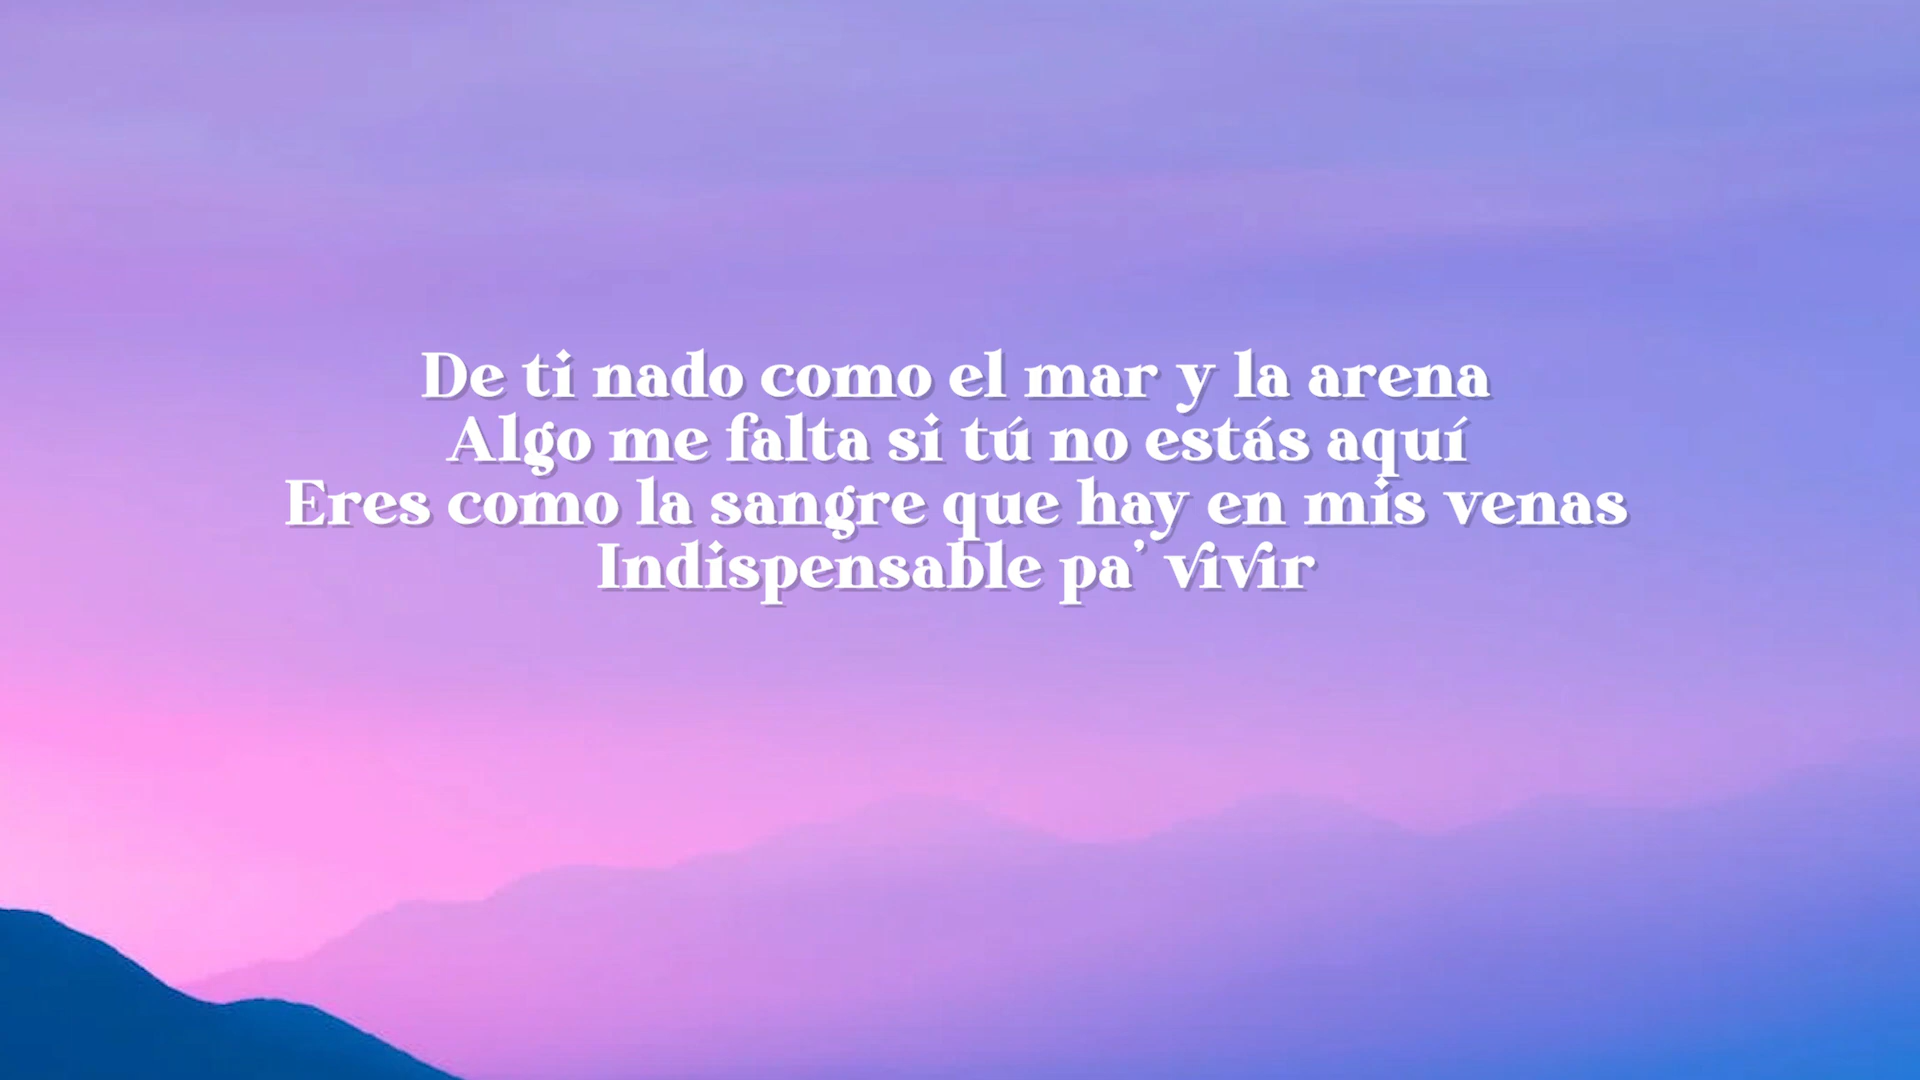 De ti nado como el mar y la arena
Algo me falta si tú no estás aquí
Eres como la sangre que hay en mis venas
Indispensable pa' vivir